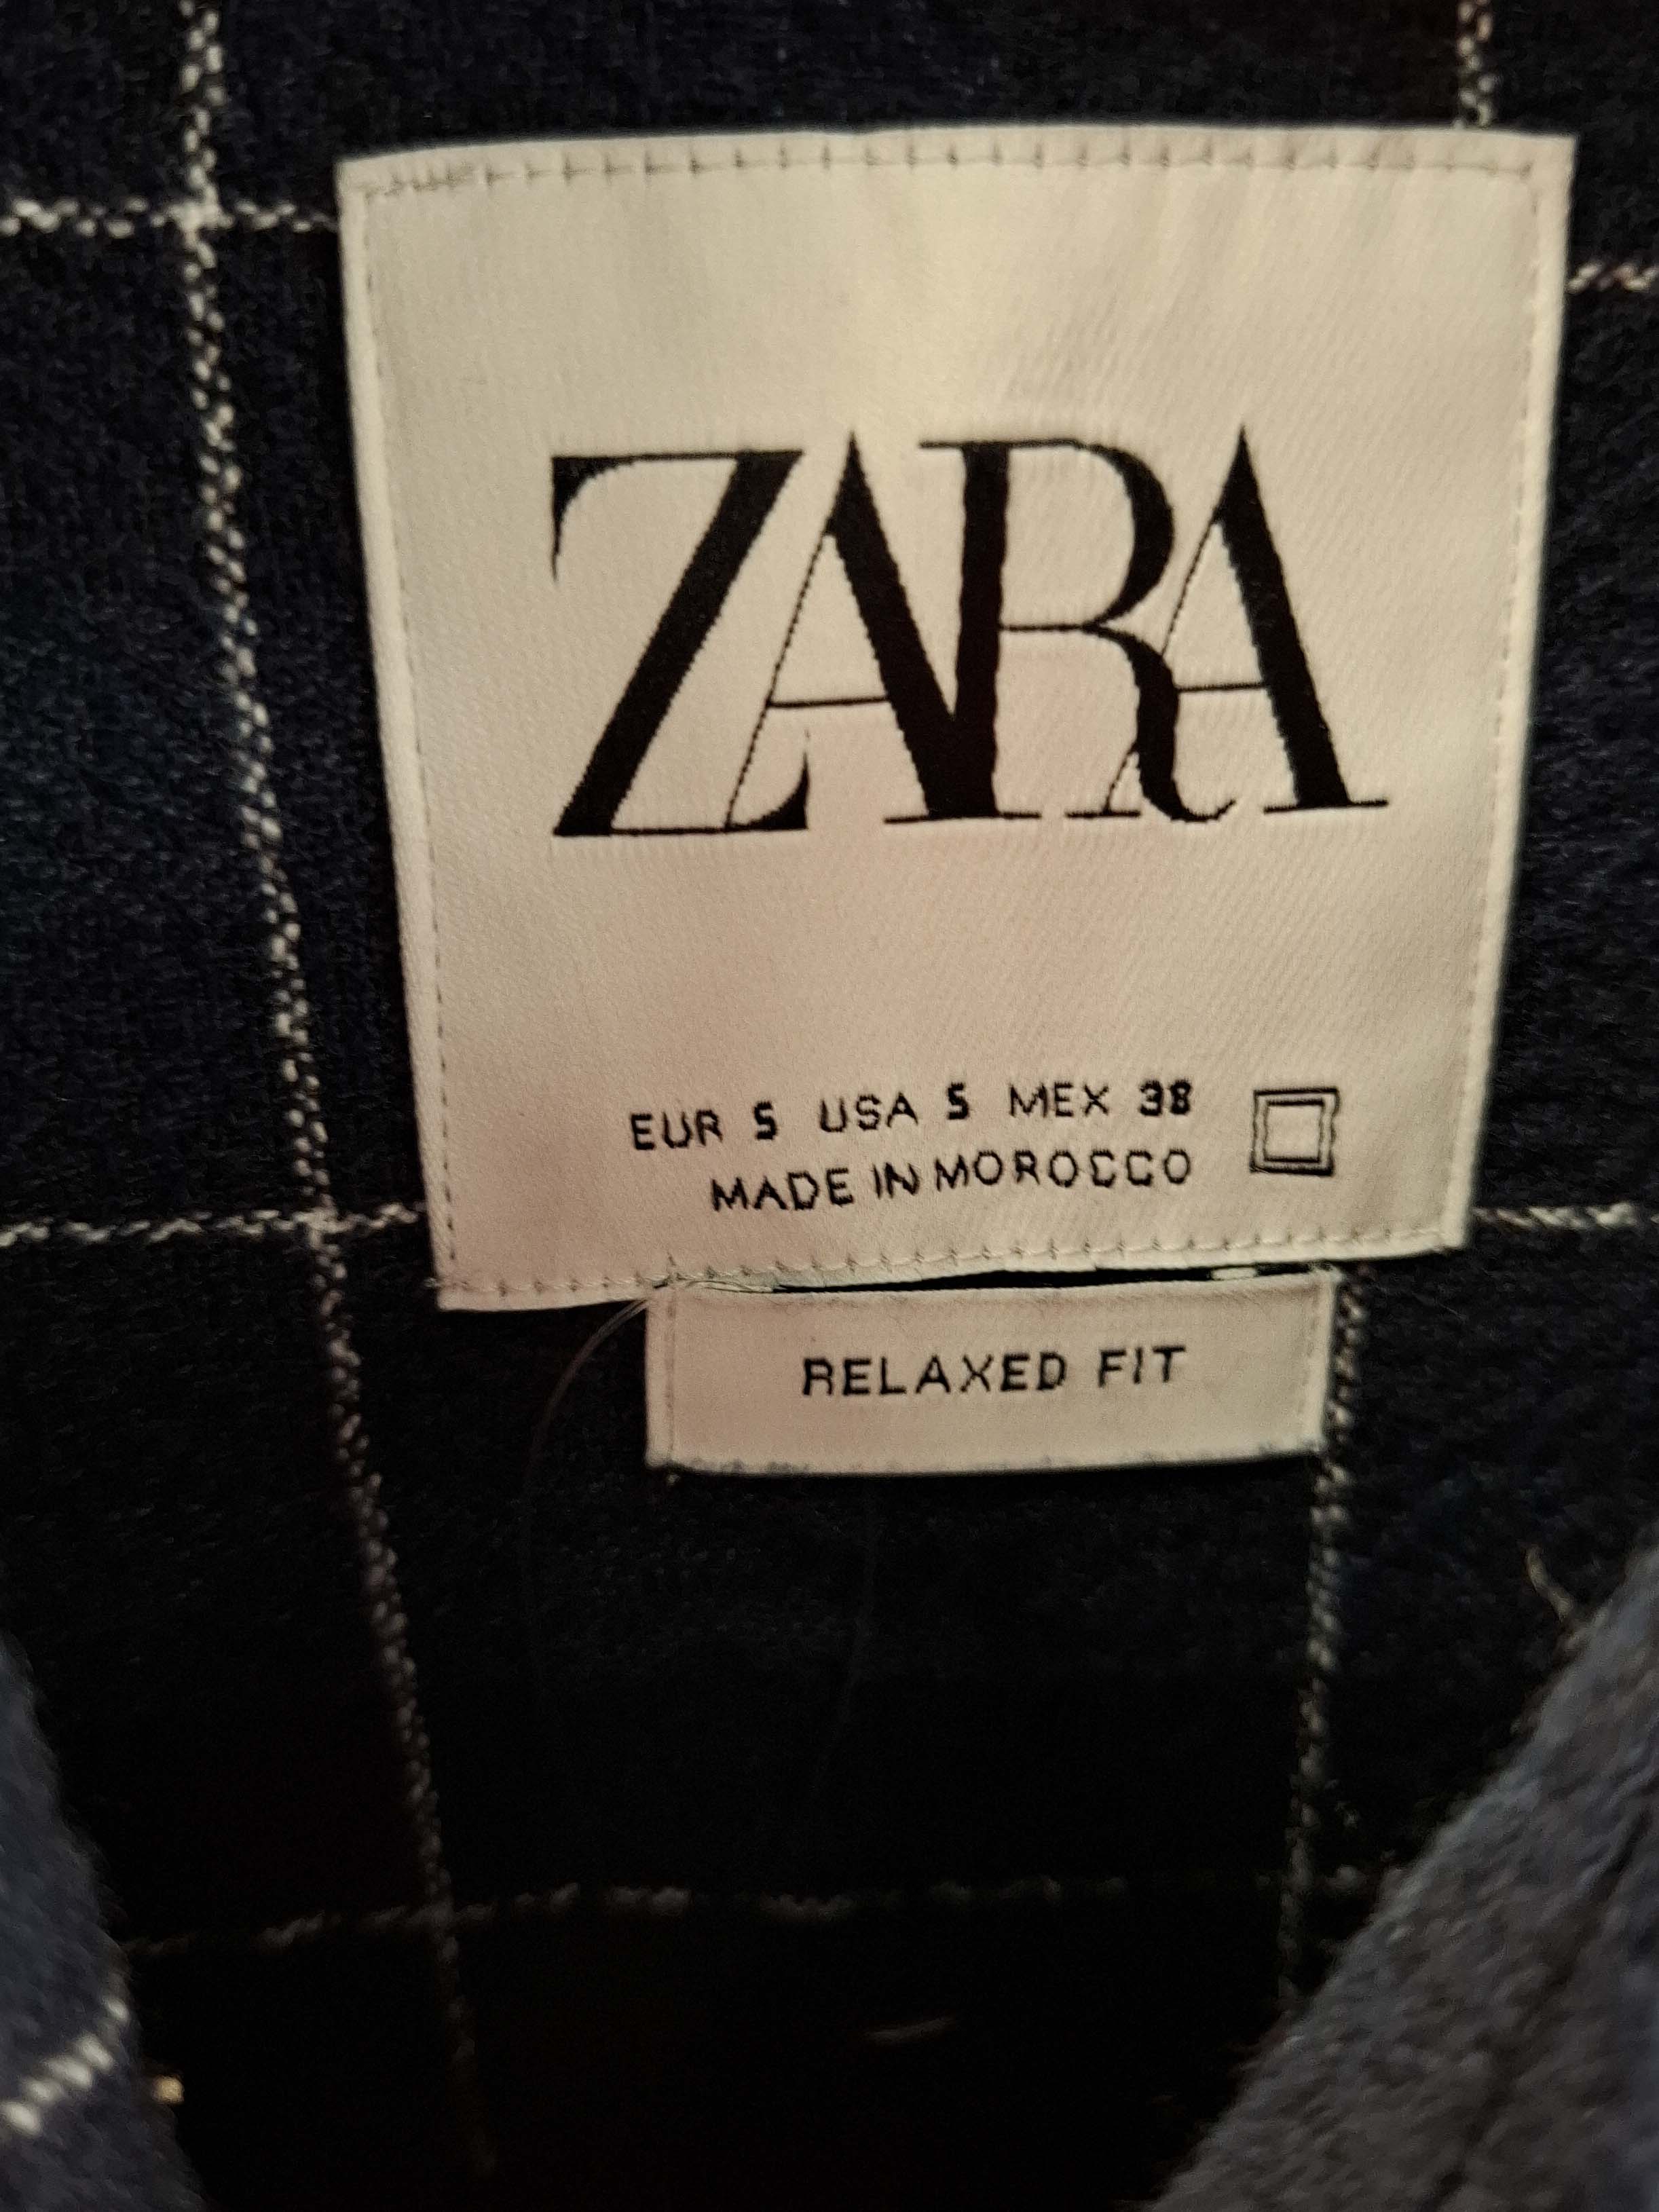 ZARA
EUR S USA S MEX 38
MADE IN MOROCCO
RELAXED FIT